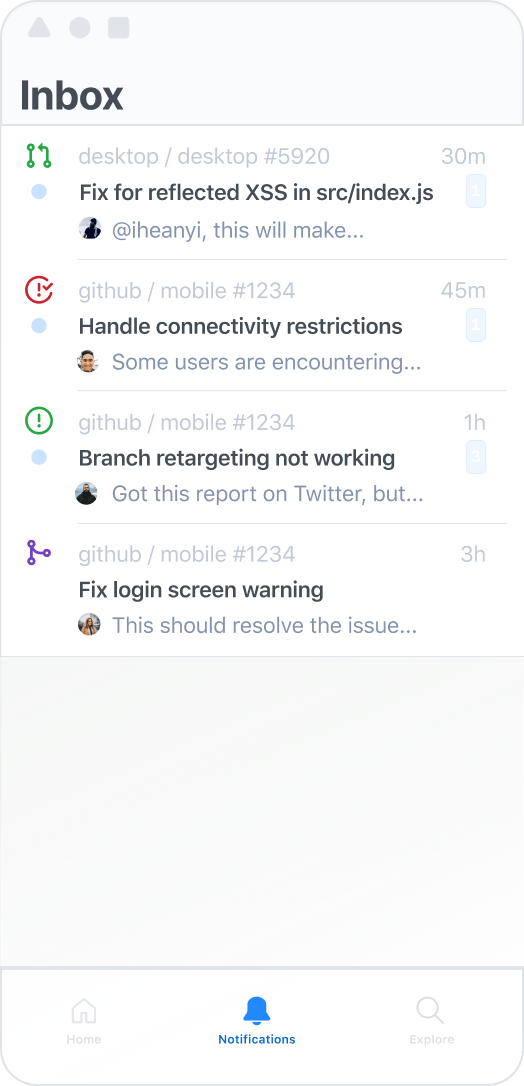 Inbox
desktop / desktop #5920 30m
Fix for reflected XSS in src/index.js 1
@iheanyi, this will make...
github / mobile #1234 45m
Handle connectivity restrictions 1
Some users are encountering...
github / mobile #1234 1h
Branch retargeting not working 3
Got this report on Twitter, but...
github / mobile #1234 3h
Fix login screen warning
This should resolve the issue...
Home Notifications Explore